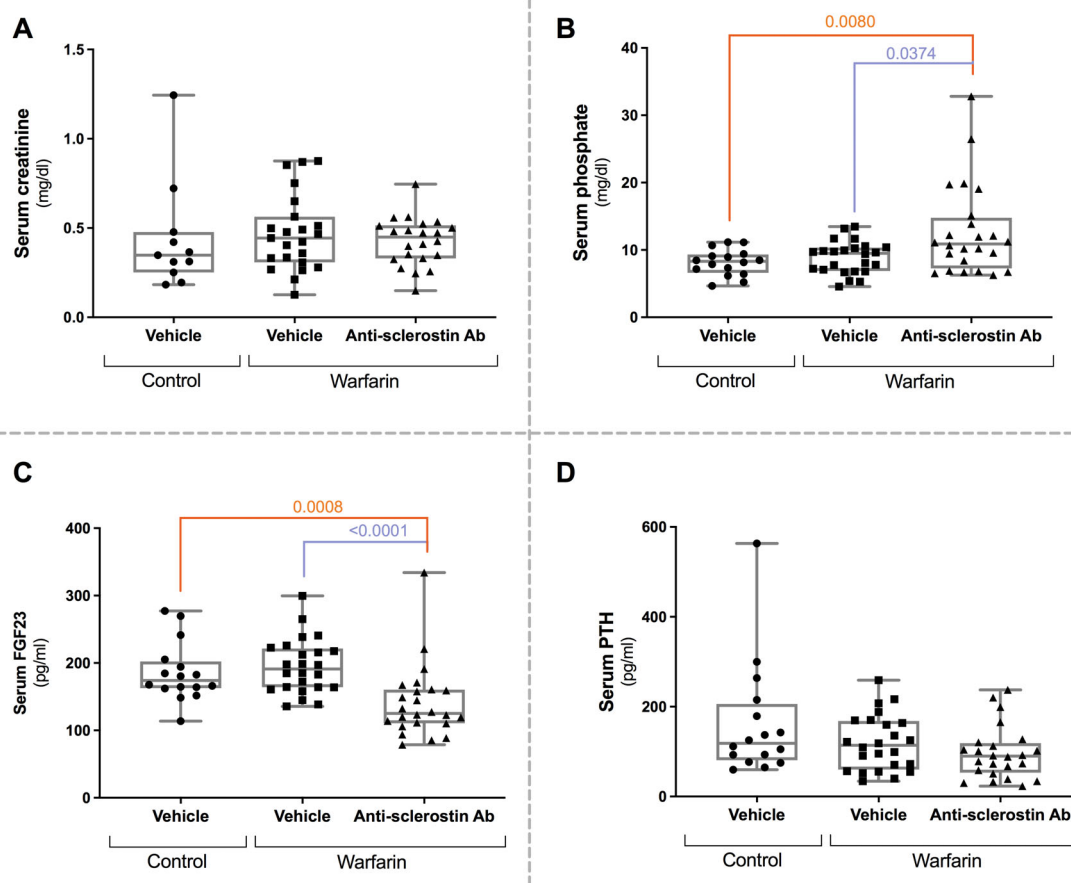 A
Serum creatinine
(mg/dl)
1.5
1.0
0.5
0.0
Vehicle
Vehicle
Anti-sclerostin Ab
Control
Warfarin
B
Serum phosphate
(mg/dl)
0.0080
0.0374
40
30
20
10
0
Vehicle
Vehicle
Anti-sclerostin Ab
Control
Warfarin
C
Serum FGF23
(pg/ml)
0.0008
<0.0001
400
300
200
100
0
Vehicle
Vehicle
Anti-sclerostin Ab
Control
Warfarin
D
Serum PTH
(pg/ml)
600
400
200
0
Vehicle
Vehicle
Anti-sclerostin Ab
Control
Warfarin